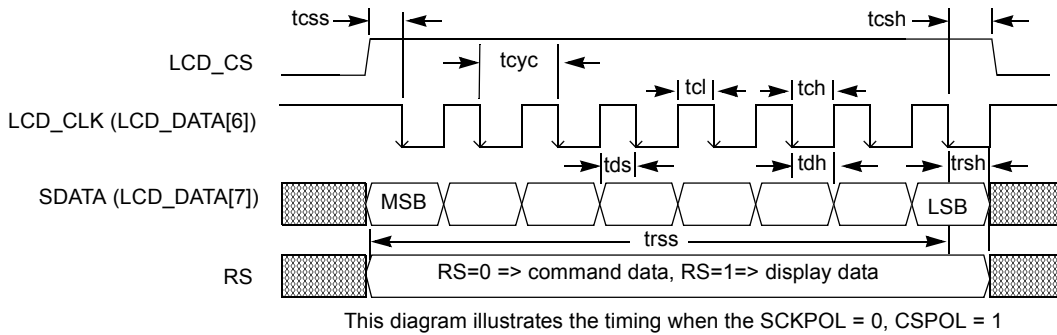 tcss
tcsh
LCD_CS
tcyc
tcl
tch
LCD_CLK (LCD_DATA[6])
tds
tdh
trsh
SDATA (LCD_DATA[7])
MSB
LSB
trss
RS
RS=0 => command data, RS=1=> display data
This diagram illustrates the timing when the SCKPOL = 0, CSPOL = 1